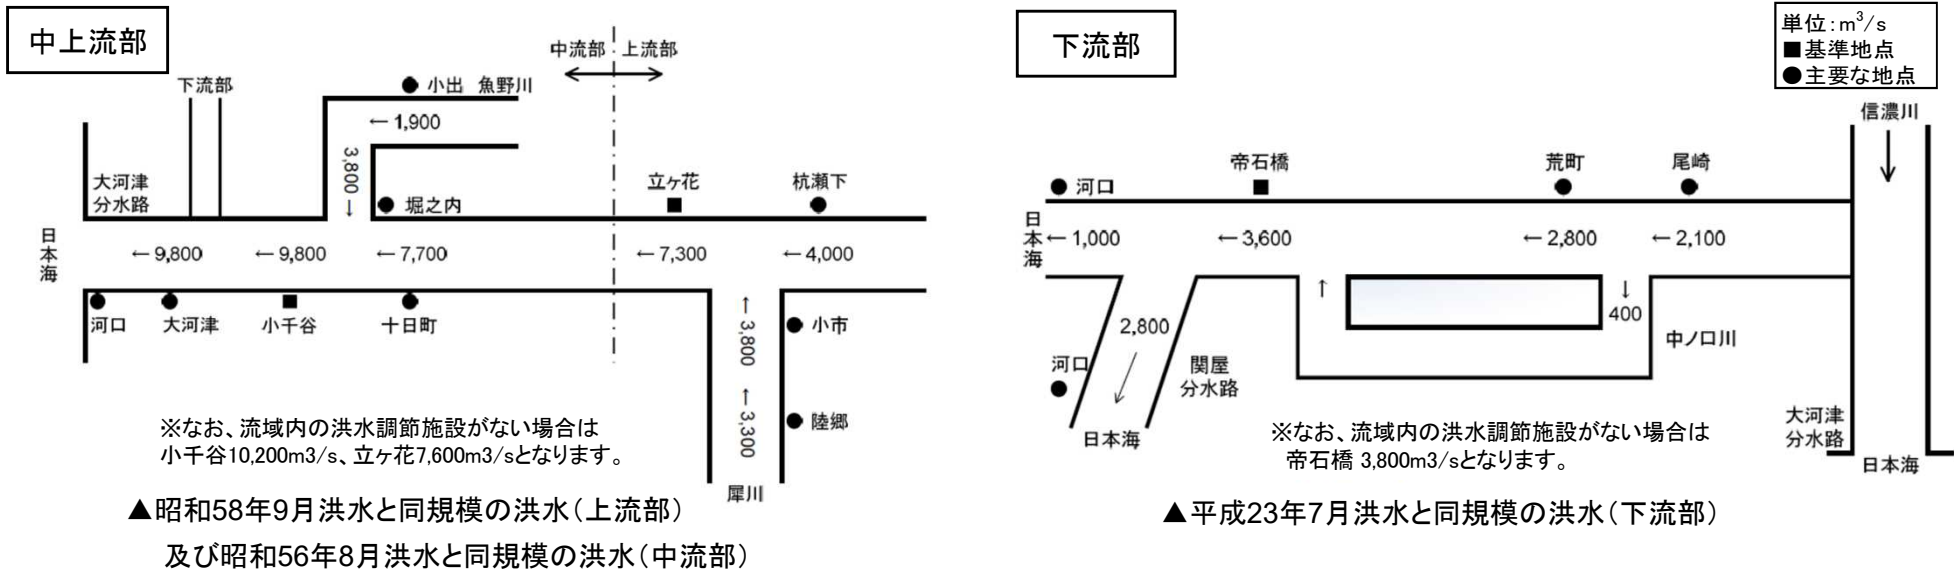 中上流部
中流部
上流部
下流部
小出 魚野川
←1,900
3,800→
大河津
分水路
堀之内
立ヶ花
杭瀬下
日本海
←9,800
←9,800
←7,700
←7,300
←4,000
河口
大河津
小千谷
十日町
←3,800
小市
←3,300
陸郷
犀川
※なお、流域内の洪水調節施設がない場合は
小千谷10,200m3/s、立ヶ花7,600m3/sとなります。
▲昭和58年9月洪水と同規模の洪水(上流部)
及び昭和56年8月洪水と同規模の洪水(中流部)
下流部
単位:m³/s
■基準地点
●主要な地点
信濃川
河口
帝石橋
荒町
尾崎
日本海
←1,000
←3,600
←2,800
←2,100
↑
↓
400
2,800
中ノ口川
河口
関屋
分水路
日本海
大河津
分水路
日本海
※なお、流域内の洪水調節施設がない場合は
帝石橋 3,800m3/sとなります。
▲平成23年7月洪水と同規模の洪水(下流部)